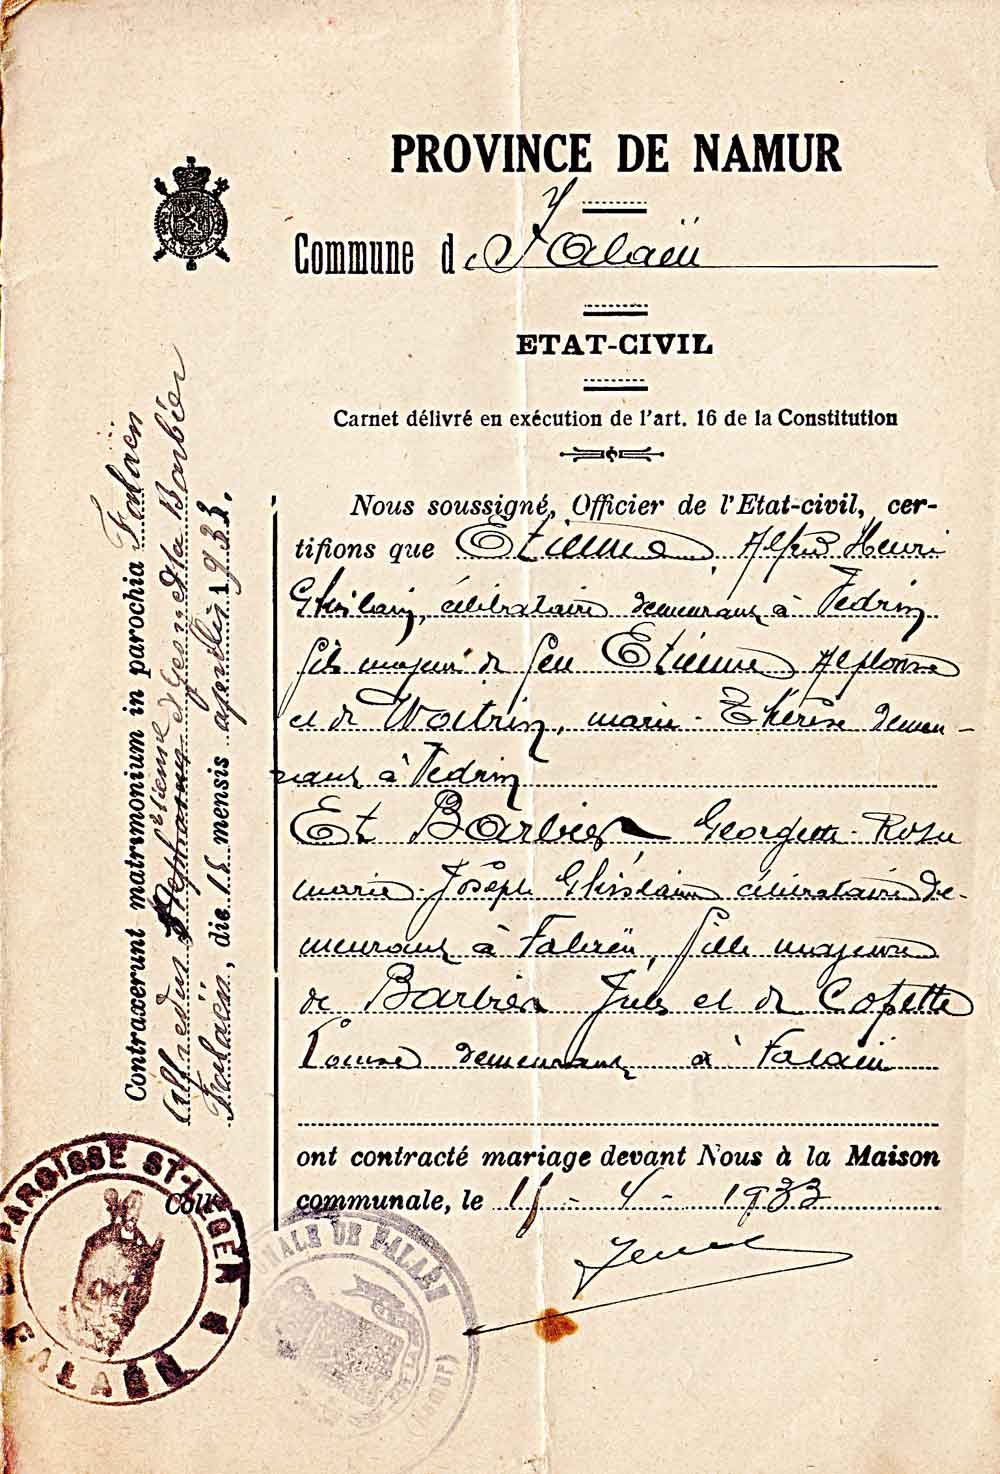 PROVINCE DE NAMUR
Commune de Falaën
ETAT-CIVIL
Carnet délivré en exécution de l'art. 16 de la Constitution
Nous soussigné, Officier de l'Etat-civil, cer-
tifions que Etienne, Alfred Henri
Ghislain, célibataire demeurant à Vedrin
fils majeur de feu Etienne Alphonse
et de Woitrin, marie-Thérèse demeu-
rant à Vedrin
Et Barbier Georgette-Rosa
marie-Joseph Ghislaine célibataire de-
meurant à Falaën, fille majeure
de Barbier Jules et de Copette
Louise demeurant à Falaën
ont contracté mariage devant Nous à la Maison
communale, le 15-4-1933
Contraxerunt matrimonium in parochia Falaën
Alfredus Etienne et Georgetta Barbier
Falaën, die 15 mensis aprilis 1933.
PAROISSE ST-LEGER
FALAEN